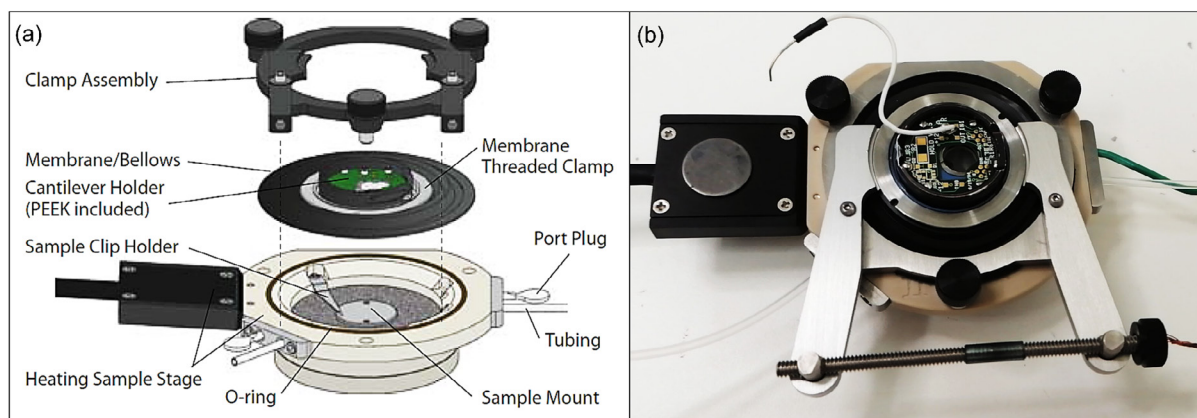 (a)
Clamp Assembly
Membrane/Bellows
Cantilever Holder
(PEEK included)
Sample Clip Holder
Heating Sample Stage
O-ring
Membrane
Threaded Clamp
Port Plug
Tubing
Sample Mount
(b)